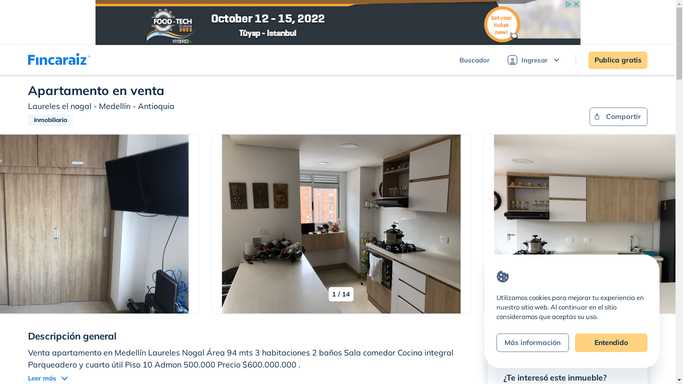 FOOD-TECH
October 12 - 15, 2022
Tüyap - Istanbul
Get your ticket now!
Fincaraiz
Buscador
Ingresar
Publica gratis
Apartamento en venta
Laureles el nogal - Medellín - Antioquia
Inmobiliaria
Compartir
1 / 14
Utilizamos cookies para mejorar tu experiencia en
nuestro sitio web. Al continuar en el sitio
consideramos que aceptas su uso.
Más información
Entendido
Descripción general
Venta apartamento en Medellín Laureles Nogal Área 94 mts 3 habitaciones 2 baños Sala comedor Cocina integral
Parqueadero y cuarto útil Piso 10 Admon 500.000 Precio $600.000.000 .
Leer más
¿Te interesó este inmueble?